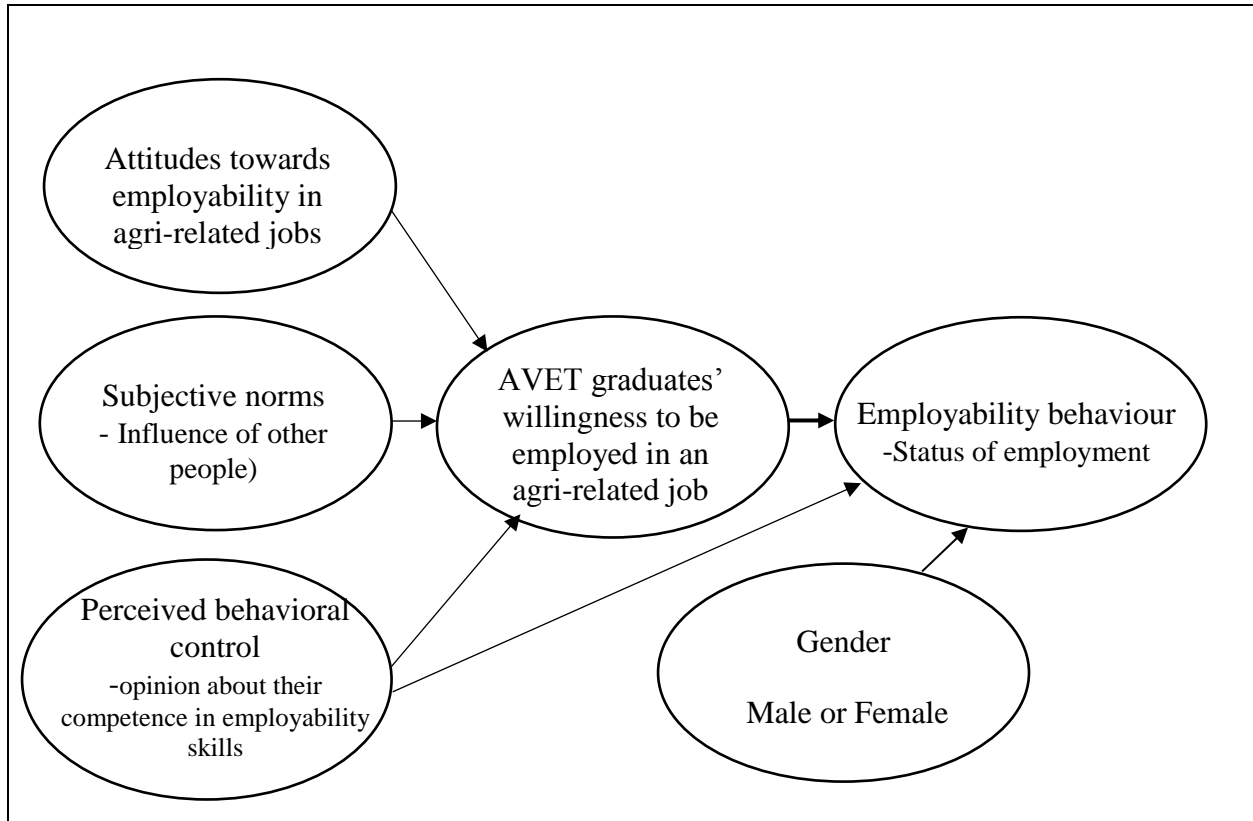 Attitudes towards
employability in
agri-related jobs
Subjective norms
- Influence of other
people)
Perceived behavioral
control
-opinion about their
competence in employability
skills
AVET graduates’
willingness to be
employed in an
agri-related job
Employability behaviour
-Status of employment
Gender
Male or Female